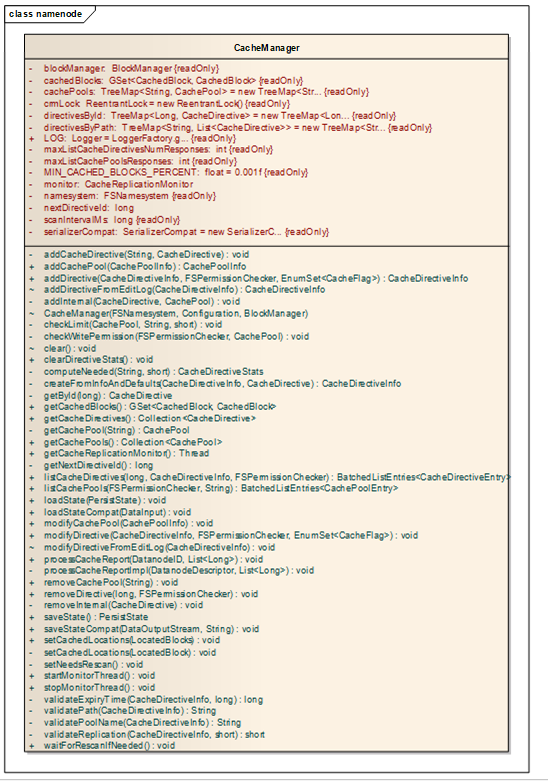 class namenode
CacheManager
- blockManager: BlockManager {readOnly}
- cachedBlocks: GSet<CachedBlock, CachedBlock> {readOnly}
- cachePools: TreeMap<String, CachePool> = new TreeMap<Str... {readOnly}
- crmLock ReentrantLock = new ReentrantLock() {readOnly}
- directivesById: TreeMap<Long, CacheDirective> = new TreeMap<Lon... {readOnly}
- directivesByPath: TreeMap<String, List<CacheDirective>> = new TreeMap<Str... {readOnly}
+ LOG: Logger = LoggerFactory.g... {readOnly}
- maxListCacheDirectivesNumResponses: int {readOnly}
- maxListCachePoolsResponses: int {readOnly}
- MIN_CACHED_BLOCKS_PERCENT: float = 0.001f {readOnly}
- monitor: CacheReplicationMonitor
- namesystem: FSNamesystem {readOnly}
- nextDirectiveId: long
- scanIntervalMs: long {readOnly}
- serializerCompat: SerializerCompat = new SerializerC... {readOnly}
- addCacheDirective(String, CacheDirective) : void
+ addCachePool(CachePoolInfo) : CachePoolInfo
+ addDirective(CacheDirectiveInfo, FSPermissionChecker, EnumSet<CacheFlag>) : CacheDirectiveInfo
~ addDirectiveFromEditLog(CacheDirectiveInfo) : CacheDirectiveInfo
- addInternal(CacheDirective, CachePool) : void
~ CacheManager(FSNamesystem, Configuration, BlockManager)
- checkLimit(CachePool, String, short) : void
- checkWritePermission(FSPermissionChecker, CachePool) : void
~ clear() : void
+ clearDirectiveStats() : void
- computeNeeded(String, short) : CacheDirectiveStats
- createFromInfoAndDefaults(CacheDirectiveInfo, CacheDirective) : CacheDirectiveInfo
- getById(long) : CacheDirective
+ getCachedBlocks() : GSet<CachedBlock, CachedBlock>
+ getCacheDirectives() : Collection<CacheDirective>
- getCachePool(String) : CachePool
+ getCachePools() : Collection<CachePool>
+ getCacheReplicationMonitor() : Thread
- getNextDirectiveId() : long
+ listCacheDirectives(long, CacheDirectiveInfo, FSPermissionChecker) : BatchedListEntries<CacheDirectiveEntry>
+ listCachePools(FSPermissionChecker, String) : BatchedListEntries<CachePoolEntry>
+ loadState(PersistState) : void
+ loadStateCompat(DataInput) : void
+ modifyCachePool(CachePoolInfo) : void
+ modifyDirective(CacheDirectiveInfo, FSPermissionChecker, EnumSet<CacheFlag>) : void
~ modifyDirectiveFromEditLog(CacheDirectiveInfo) : void
+ processCacheReport(DatanodeID, List<Long>) : void
- processCacheReportImpl(DatanodeDescriptor, List<Long>) : void
+ removeCachePool(String) : void
+ removeDirective(long, FSPermissionChecker) : void
- removeInternal(CacheDirective) : void
+ saveState() : PersistState
+ saveStateCompat(DataOutputStream, String) : void
+ setCachedLocations(LocatedBlocks) : void
- setCachedLocations(LocatedBlock) : void
- setNeedsRescan() : void
+ startMonitorThread() : void
+ stopMonitorThread() : void
- validateExpiryTime(CacheDirectiveInfo, long) : long
- validatePath(CacheDirectiveInfo) : String
- validatePoolName(CacheDirectiveInfo) : String
- validateReplication(CacheDirectiveInfo, short) : short
+ waitForRescanIfNeeded() : void